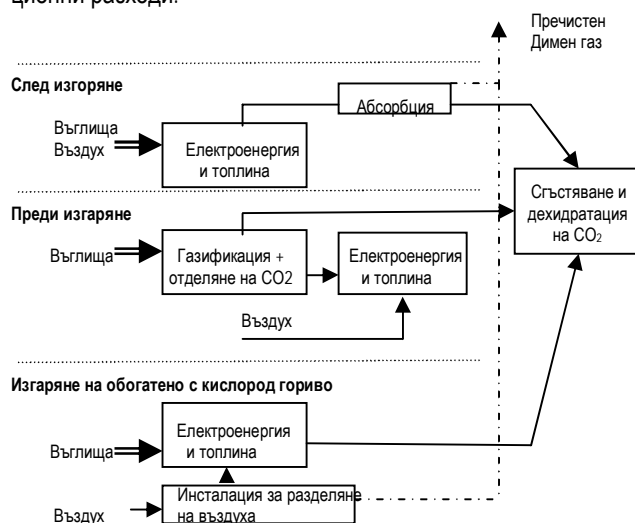 ционни разходи.
Пречистен
Димен газ
След изгоряне
Абсорбция
Въглища
Въздух
Електроенергия
и топлина
Сгъстяване и
дехидратация
на CO₂
Преди изгаряне
Въглища
Газификация +
отделяне на CO2
Електроенергия
и топлина
Въздух
Изгаряне на обогатено с кислород гориво
Въглища
Електроенергия
и топлина
Инсталация за разделяне
на въздуха
Въздух